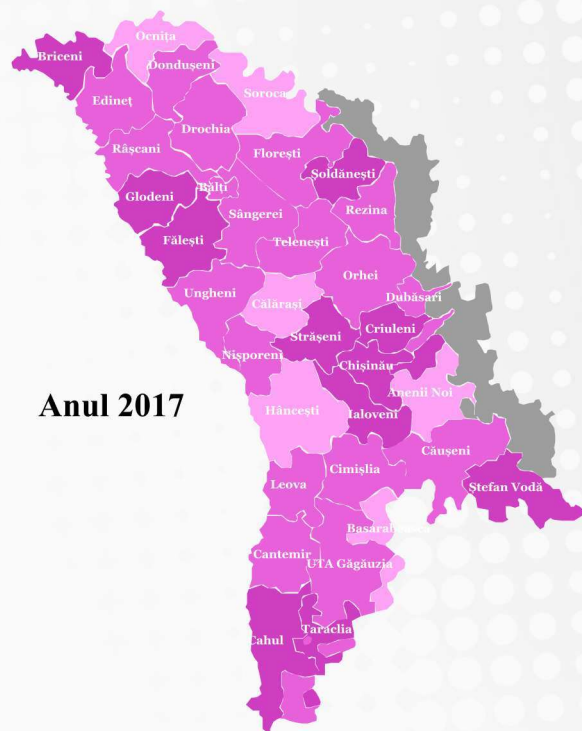 Ocnița
Briceni
Dondușeni
Edineț
Soroca
Drochia
Râșcani
Florești
Șoldănești
Glodeni
Bălți
Rezina
Sângerei
Fălești
Telenești
Orhei
Ungheni
Călărași
Dubăsari
Strășeni
Criuleni
Nisporeni
Chișinău
Anenii Noi
Anul 2017
Hâncești
Ialoveni
Căușeni
Cimișlia
Leova
Ștefan Vodă
Cantemir
UTA Găgăuzia
Taraclia
Cahul